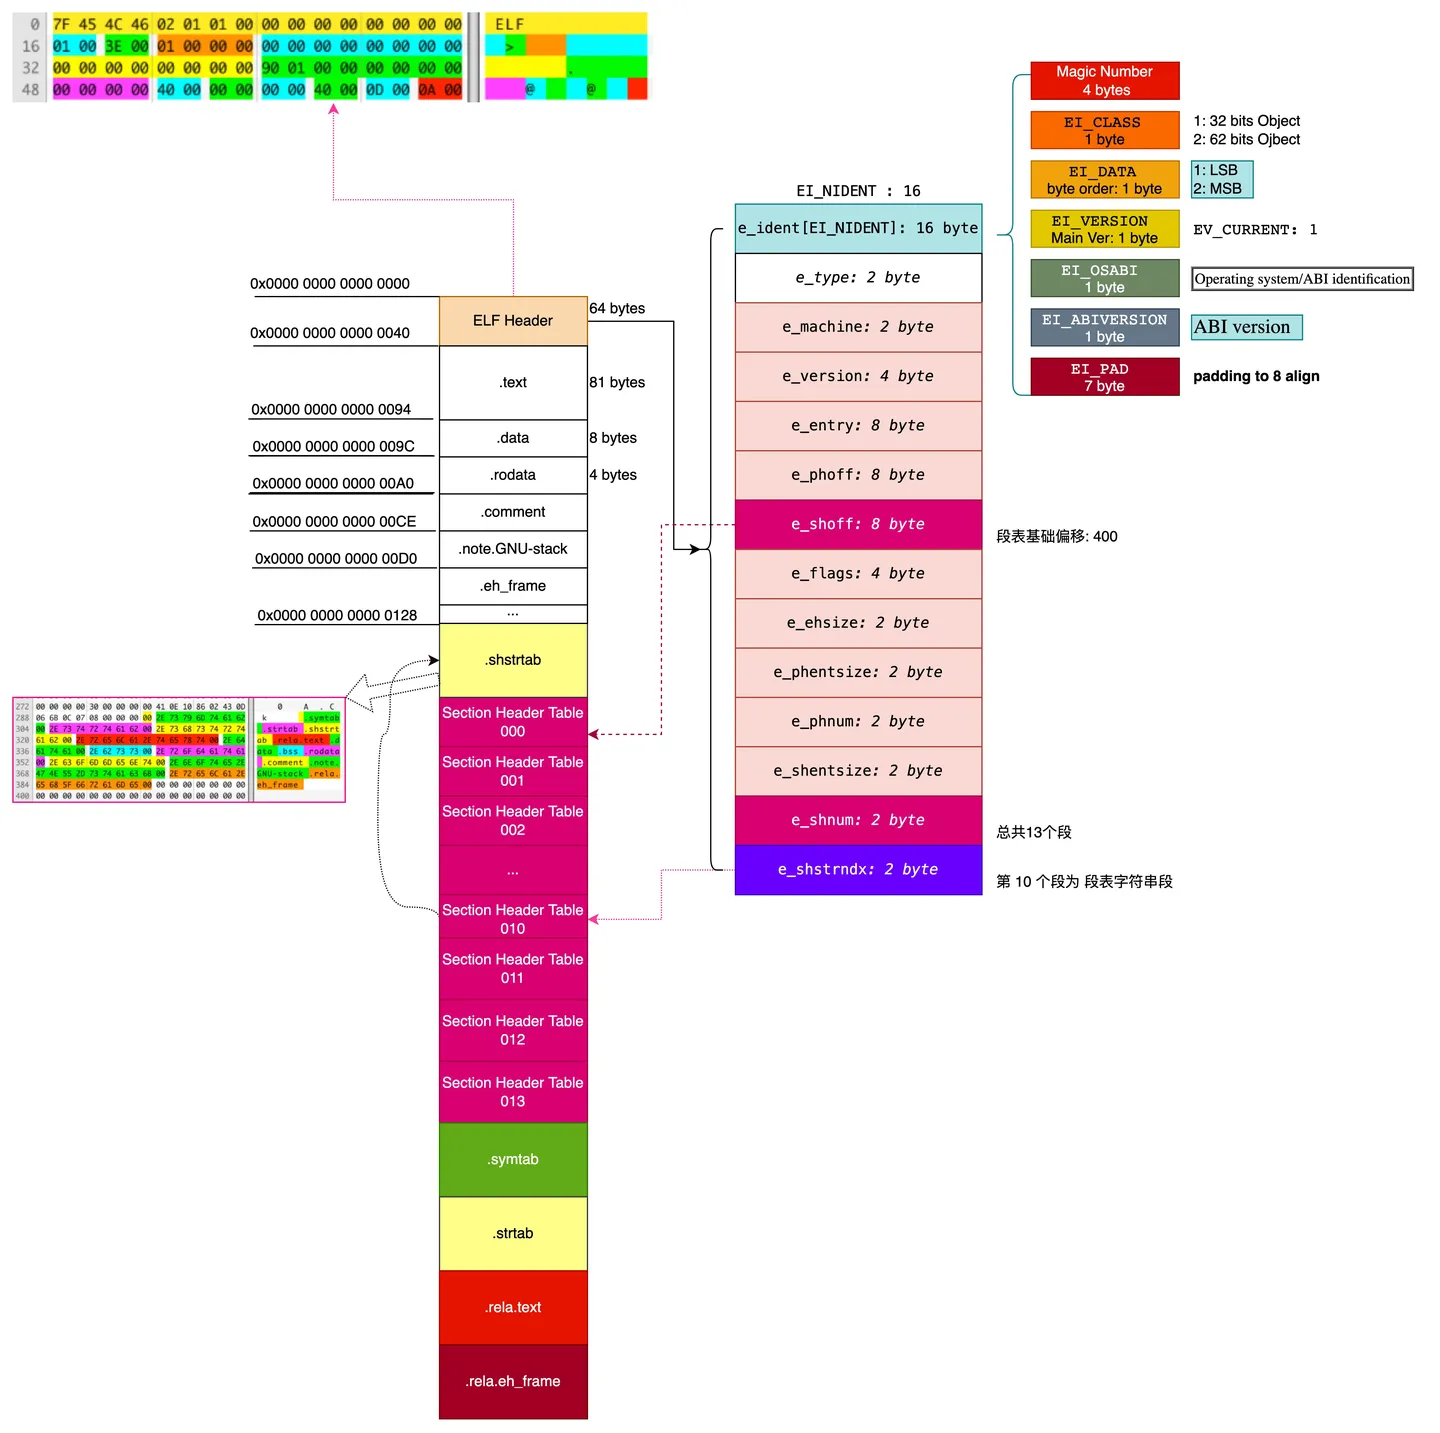 0 7F 45 4C 46 02 01 01 00 00 00 00 00 00 00 00 00 ELF
16 01 00 3E 00 01 00 00 00 00 00 00 00 00 00 00 00 >
32 00 00 00 00 00 00 00 00 90 01 00 00 00 00 00 00 .
48 00 00 00 00 40 00 00 00 00 00 40 00 0D 00 0A 00 @ @
Magic Number
4 bytes
EI_CLASS
1 byte
1: 32 bits Object
2: 62 bits Ojbect
EI_DATA
byte order: 1 byte
1: LSB
2: MSB
EI_VERSION
Main Ver: 1 byte
EV_CURRENT: 1
EI_OSABI
1 byte
Operating system/ABI identification
EI_ABIVERSION
1 byte
ABI version
EI_PAD
7 byte
padding to 8 align
EI_NIDENT : 16
e_ident[EI_NIDENT]: 16 byte
e_type: 2 byte
e_machine: 2 byte
e_version: 4 byte
e_entry: 8 byte
e_phoff: 8 byte
e_shoff: 8 byte
段表基础偏移: 400
e_flags: 4 byte
e_ehsize: 2 byte
e_phentsize: 2 byte
e_phnum: 2 byte
e_shentsize: 2 byte
e_shnum: 2 byte
总共13个段
e_shstrndx: 2 byte
第 10 个段为 段表字符串段
0x0000 0000 0000 0000
ELF Header
64 bytes
0x0000 0000 0000 0040
.text
81 bytes
0x0000 0000 0000 0094
.data
8 bytes
0x0000 0000 0000 009C
.rodata
4 bytes
0x0000 0000 0000 00A0
.comment
0x0000 0000 0000 00CE
.note.GNU-stack
0x0000 0000 0000 00D0
.eh_frame
...
0x0000 0000 0000 0128
.shstrtab
272 00 00 00 00 30 00 00 00 00 41 0E 10 86 02 43 0D 0 A . C
288 06 6B 0C 07 08 00 00 00 00 2E 73 79 6D 74 61 62 k .symtab
304 00 2E 73 74 72 74 61 62 00 2E 73 68 73 74 72 74 .strtab .shstrt
320 61 62 00 2E 72 65 6C 61 2E 74 65 78 74 00 2E 64 ab .rela.text .d
336 61 74 61 00 2E 62 73 73 00 2E 72 6F 64 61 74 61 ata .bss .rodata
352 00 2E 63 6F 6D 6D 65 6E 74 00 2E 6E 6F 74 65 2E .comment .note.
368 47 4E 55 2D 73 74 61 63 6B 00 2E 72 65 6C 61 2E GNU-stack .rela.
384 65 68 5F 66 72 61 6D 65 00 00 00 00 00 00 00 00 eh_frame
400 00 00 00 00 00 00 00 00 00 00 00 00 00 00 00 00
Section Header Table
000
Section Header Table
001
Section Header Table
002
...
Section Header Table
010
Section Header Table
011
Section Header Table
012
Section Header Table
013
.symtab
.strtab
.rela.text
.rela.eh_frame